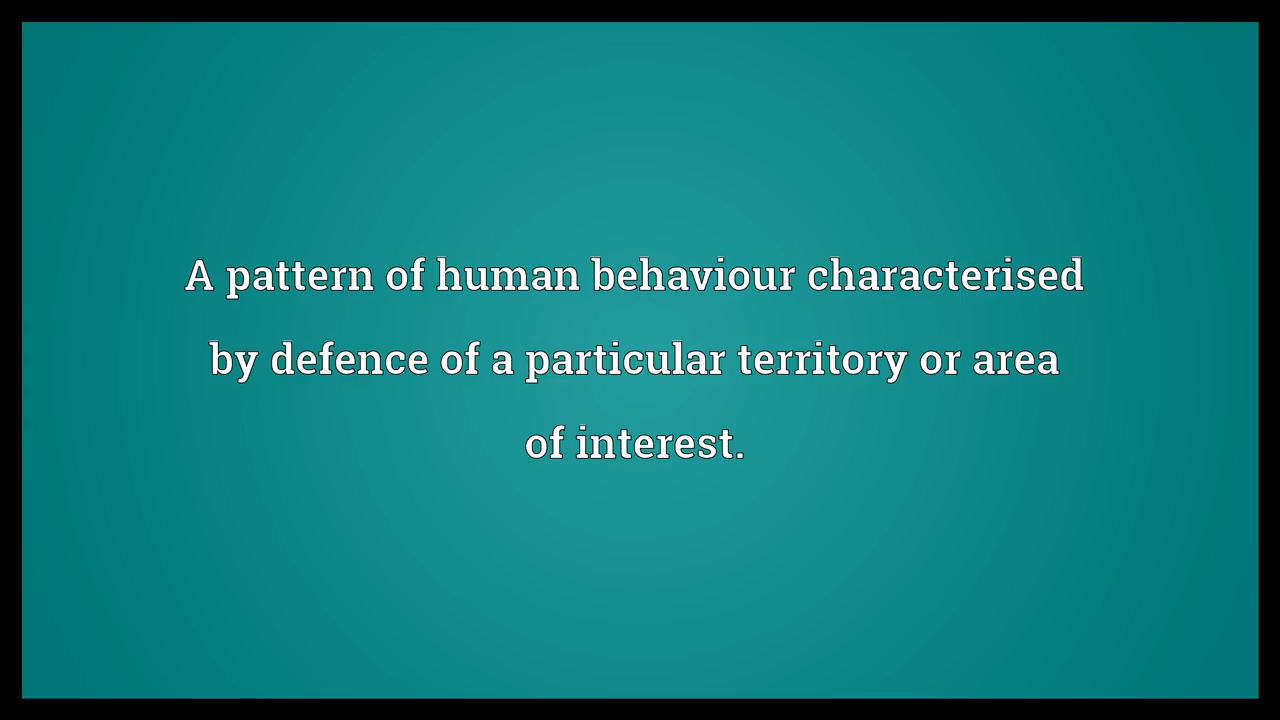 A pattern of human behaviour characterised
by defence of a particular territory or area
of interest.